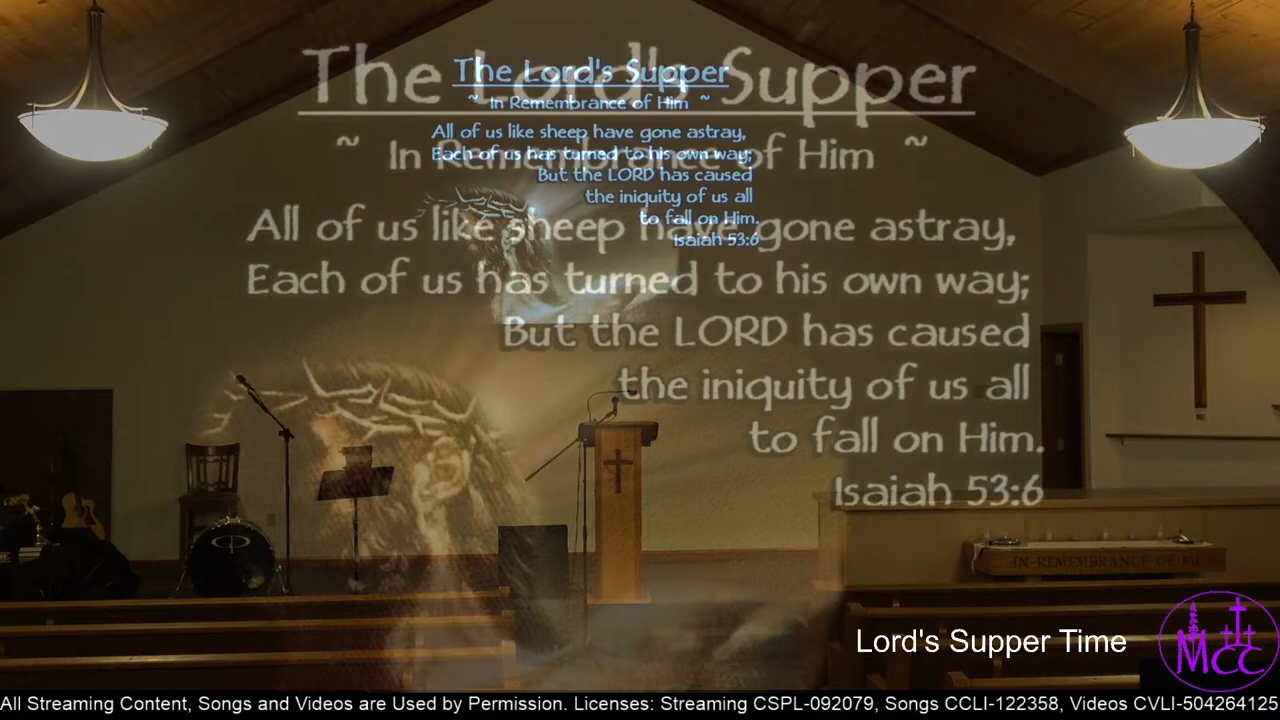 The Lord's Supper
~ In Remembrance of Him ~
All of us like sheep have gone astray,
Each of us has turned to his own way;
But the LORD has caused
the iniquity of us all
to fall on Him.
Isaiah 53:6
The Lord's Supper
~ In Remembrance of Him ~
All of us like sheep have gone astray,
Each of us has turned to his own way;
But the LORD has caused
the iniquity of us all
to fall on Him.
Isaiah 53:6
IN REMEMBRANCE OF ME
Lord's Supper Time
MCC
All Streaming Content, Songs and Videos are Used by Permission. Licenses: Streaming CSPL-092079, Songs CCLI-122358, Videos CVLI-504264125